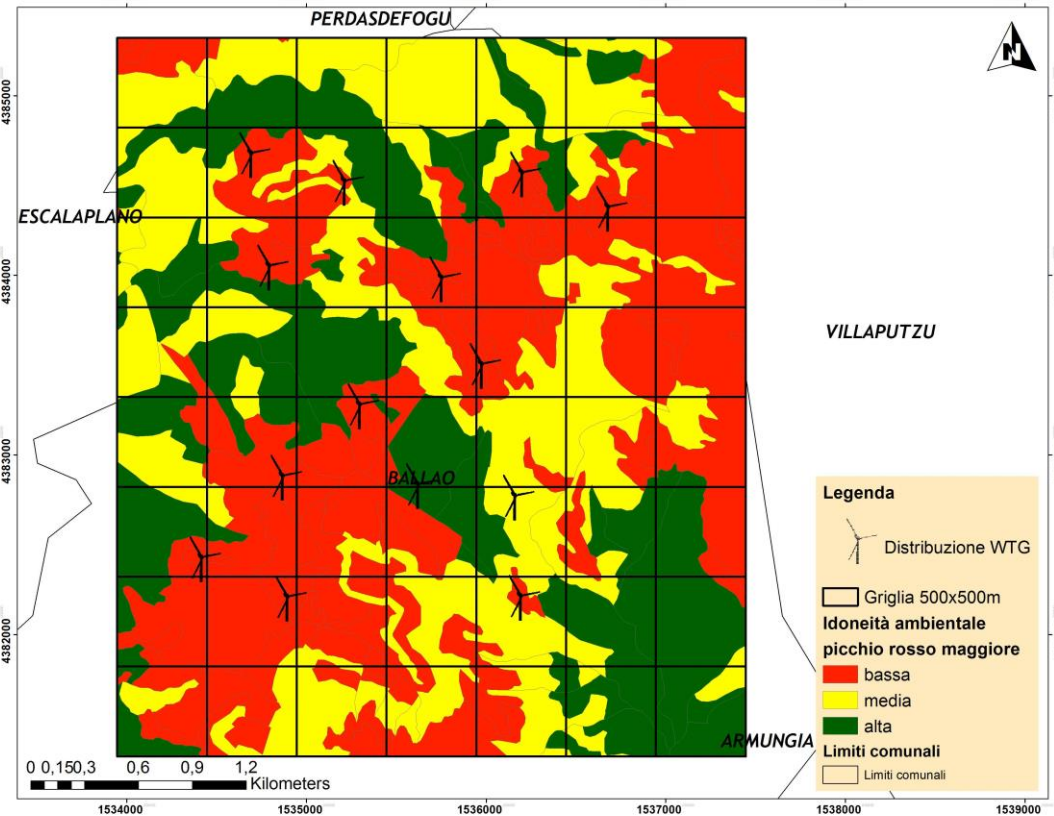 PERDASDEFOGU
N
4385000
ESCALAPLANO
4384000
VILLAPUTZU
4383000
BALLAO
4382000
ARMUNGIA
Legenda
Distribuzione WTG
Griglia 500x500m
Idoneità ambientale
picchio rosso maggiore
bassa
media
alta
Limiti comunali
Limiti comunali
0 0,150,3 0,6 0,9 1,2
Kilometers
1534000 1535000 1536000 1537000 1538000 1539000